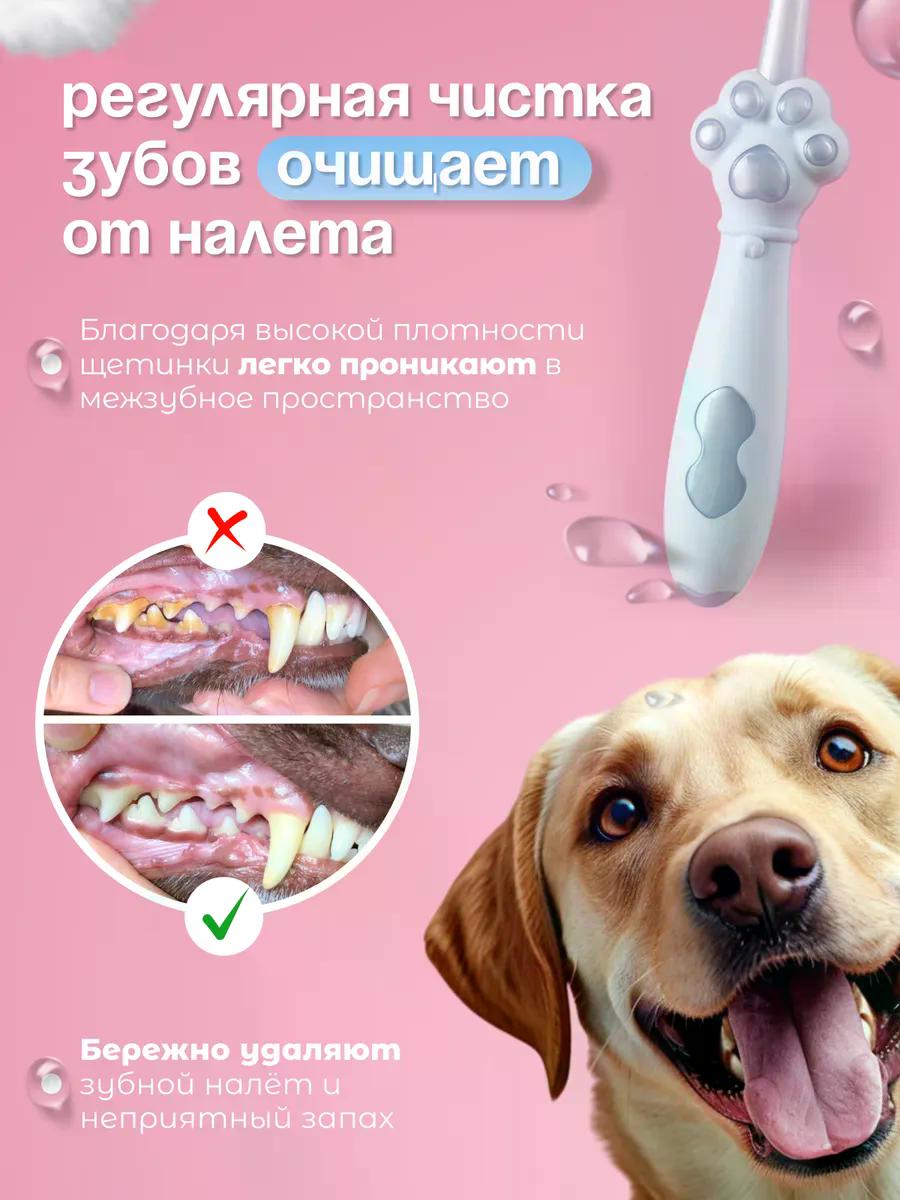 регулярная чистка
зубов очищает
от налета
Благодаря высокой плотности
щетинки легко проникают в
межзубное пространство
Бережно удаляют
зубной налёт и
неприятный запах